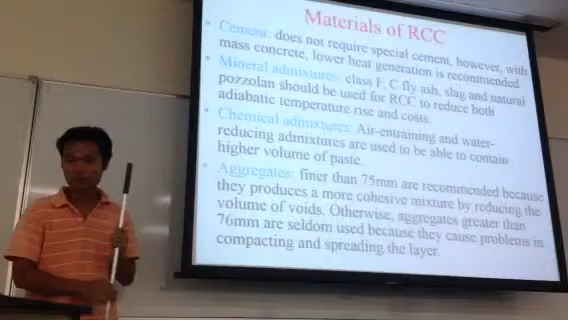 Materials of RCC
• Cement: does not require special cement, however, with
mass concrete, lower heat generation is recommended
• Mineral admixtures: class F, C fly ash, slag and natural
pozzolan should be used for RCC to reduce both
adiabatic temperature rise and costs.
• Chemical admixtures: Air-entraining and water-
reducing admixtures are used to be able to contain
higher volume of paste.
• Aggregates: finer than 75mm are recommended because
they produces a more cohesive mixture by reducing the
volume of voids. Otherwise, aggregates greater than
76mm are seldom used because they cause problems in
compacting and spreading the layer.